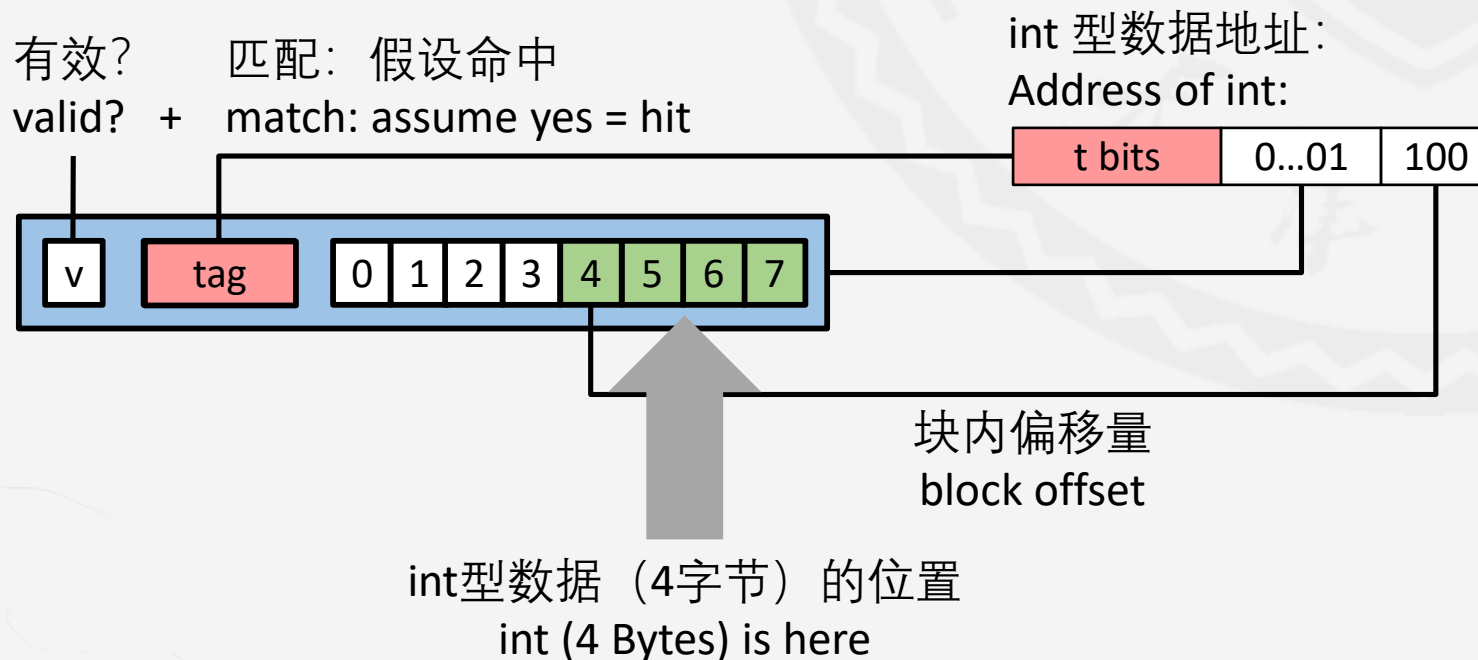 有效？ 匹配：假设命中
valid? + match: assume yes = hit
int 型数据地址：
Address of int:
t bits 0...01 100
v tag 0 1 2 3 4 5 6 7
块内偏移量
block offset
int型数据（4字节）的位置
int (4 Bytes) is here